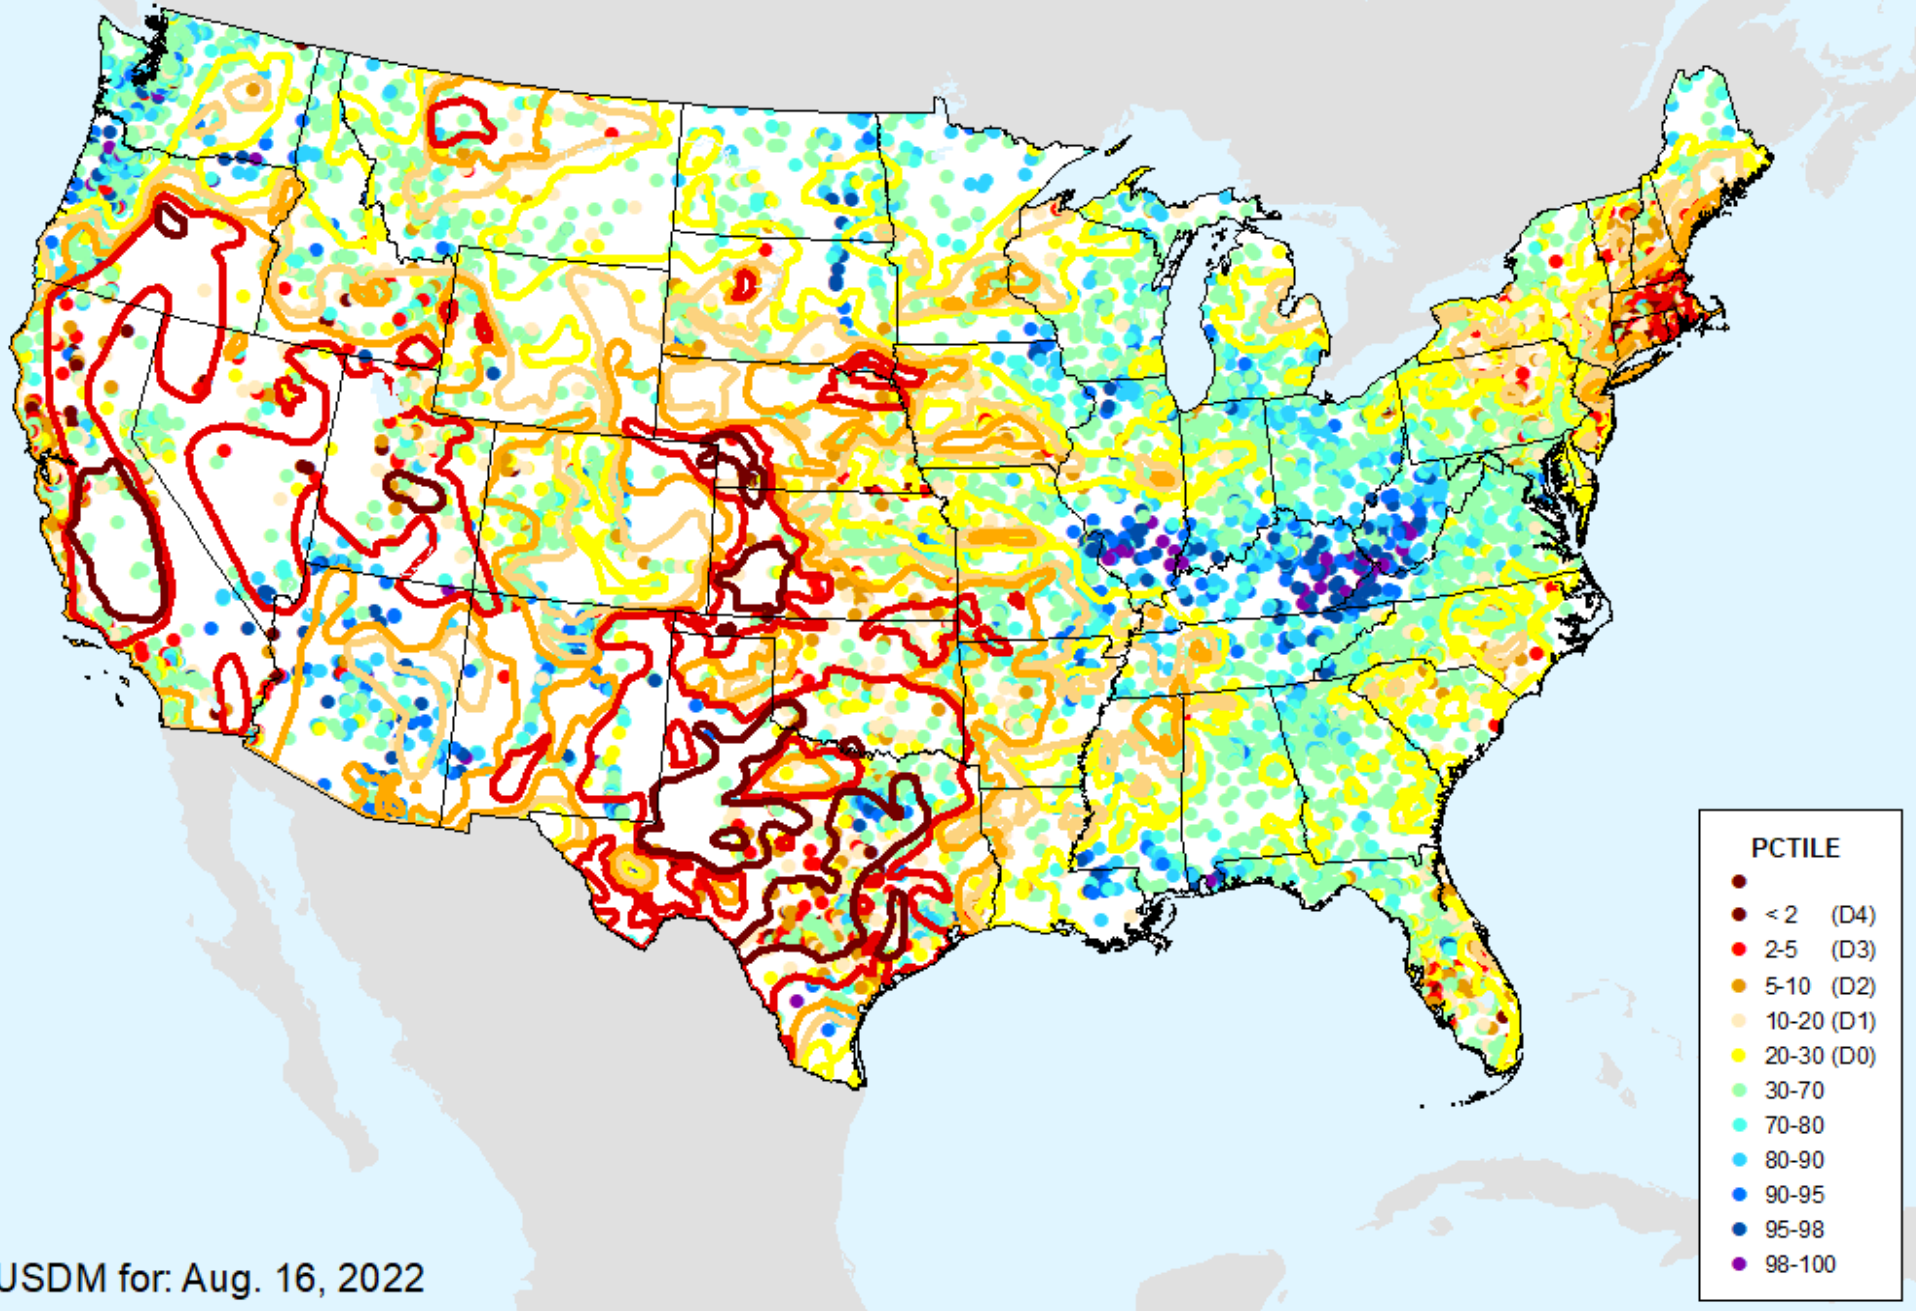 PCTILE
< 2 (D4)
2-5 (D3)
5-10 (D2)
10-20 (D1)
20-30 (D0)
30-70
70-80
80-90
90-95
95-98
98-100
USDM for: Aug. 16, 2022